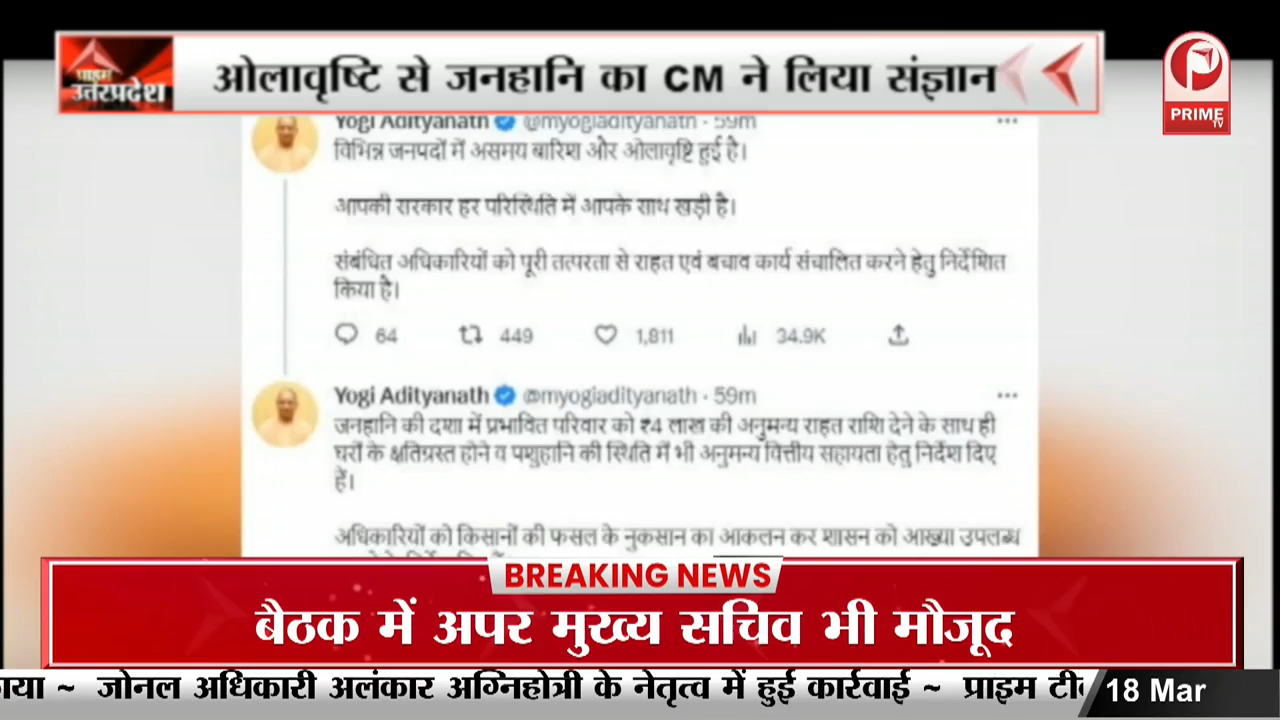 प्राइम
उत्तरप्रदेश
ओलावृष्टि से जनहानि का CM ने लिया संज्ञान
PRIME
TV
Yogi Adityanath @myogiadityanath · 59m
विभिन्न जनपदों में असमय बारिश और ओलावृष्टि हुई है।
आपकी सरकार हर परिस्थिति में आपके साथ खड़ी है।
संबंधित अधिकारियों को पूरी तत्परता से राहत एवं बचाव कार्य संचालित करने हेतु निर्देशित
किया है।
64 449 1,811 34.9K
Yogi Adityanath @myogiadityanath · 59m
जनहानि की दशा में प्रभावित परिवार को ₹4 लाख की अनुमन्य राहत राशि देने के साथ ही
घरों के क्षतिग्रस्त होने व पशुहानि की स्थिति में भी अनुमन्य वित्तीय सहायता हेतु निर्देश दिए
हैं।
अधिकारियों को किसानों की फसल के नुकसान का आकलन कर शासन को आख्या उपलब्ध
BREAKING NEWS
बैठक में अपर मुख्य सचिव भी मौजूद
~ जोनल अधिकारी अलंकार अग्निहोत्री के नेतृत्व में हुई कार्रवाई ~ प्राइम
18 Mar